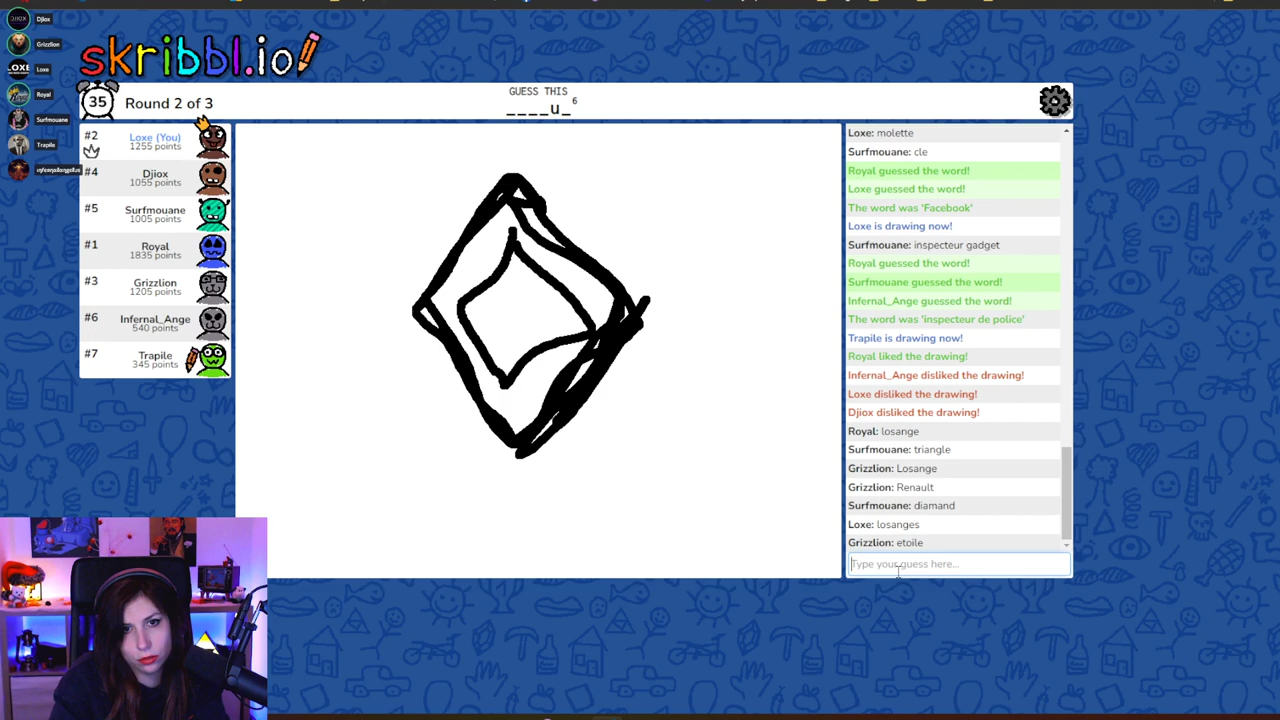 Djiox
Grizzlion
Loxe
Royal
Surfmouane
Trapile
skribbl.io
35
Round 2 of 3
GUESS THIS
____u_ 6
#2
Loxe (You)
1255 points
#4
Djiox
1055 points
#5
Surfmouane
1005 points
#1
Royal
1835 points
#3
Grizzlion
1205 points
#6
Infernal_Ange
540 points
#7
Trapile
345 points
Loxe: molette
Surfmouane: cle
Royal guessed the word!
Loxe guessed the word!
The word was 'Facebook'
Loxe is drawing now!
Surfmouane: inspecteur gadget
Royal guessed the word!
Surfmouane guessed the word!
Infernal_Ange guessed the word!
The word was 'inspecteur de police'
Trapile is drawing now!
Royal liked the drawing!
Infernal_Ange disliked the drawing!
Loxe disliked the drawing!
Djiox disliked the drawing!
Royal: losange
Surfmouane: triangle
Grizzlion: Losange
Grizzlion: Renault
Surfmouane: diamand
Loxe: losanges
Grizzlion: etoile
Type your guess here...